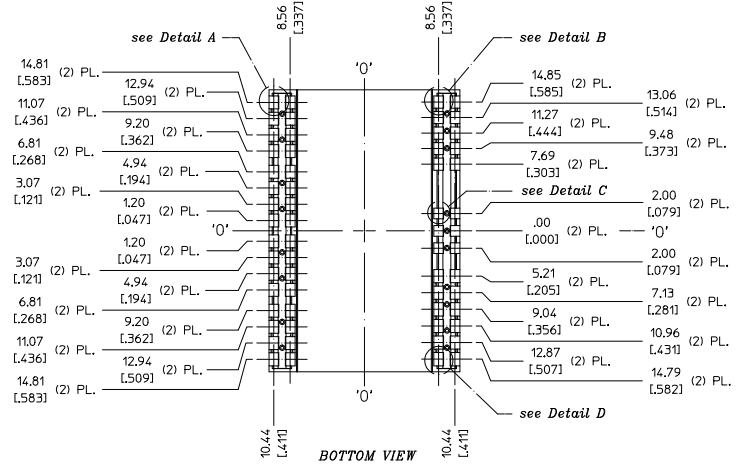 8.56
[.337]
8.56
[.337]
see Detail A
see Detail B
'O'
14.81
[.583] (2) PL.
12.94
[.509] (2) PL.
11.07
[.436] (2) PL.
9.20
[.362] (2) PL.
6.81
[.268] (2) PL.
4.94
[.194] (2) PL.
3.07
[.121] (2) PL.
1.20
[.047] (2) PL.
'O'
1.20
[.047] (2) PL.
3.07
[.121] (2) PL.
4.94
[.194] (2) PL.
6.81
[.268] (2) PL.
9.20
[.362] (2) PL.
11.07
[.436] (2) PL.
12.94
[.509] (2) PL.
14.81
[.583] (2) PL.
14.85
[.585] (2) PL.
13.06
[.514] (2) PL.
11.27
[.444] (2) PL.
9.48
[.373] (2) PL.
7.69
[.303] (2) PL.
see Detail C
2.00
[.079] (2) PL.
.00
[.000] (2) PL.
'O'
2.00
[.079] (2) PL.
5.21
[.205] (2) PL.
7.13
[.281] (2) PL.
9.04
[.356] (2) PL.
10.96
[.431] (2) PL.
12.87
[.507] (2) PL.
14.79
[.582] (2) PL.
'O'
see Detail D
10.44
[.411]
10.44
[.411]
BOTTOM VIEW